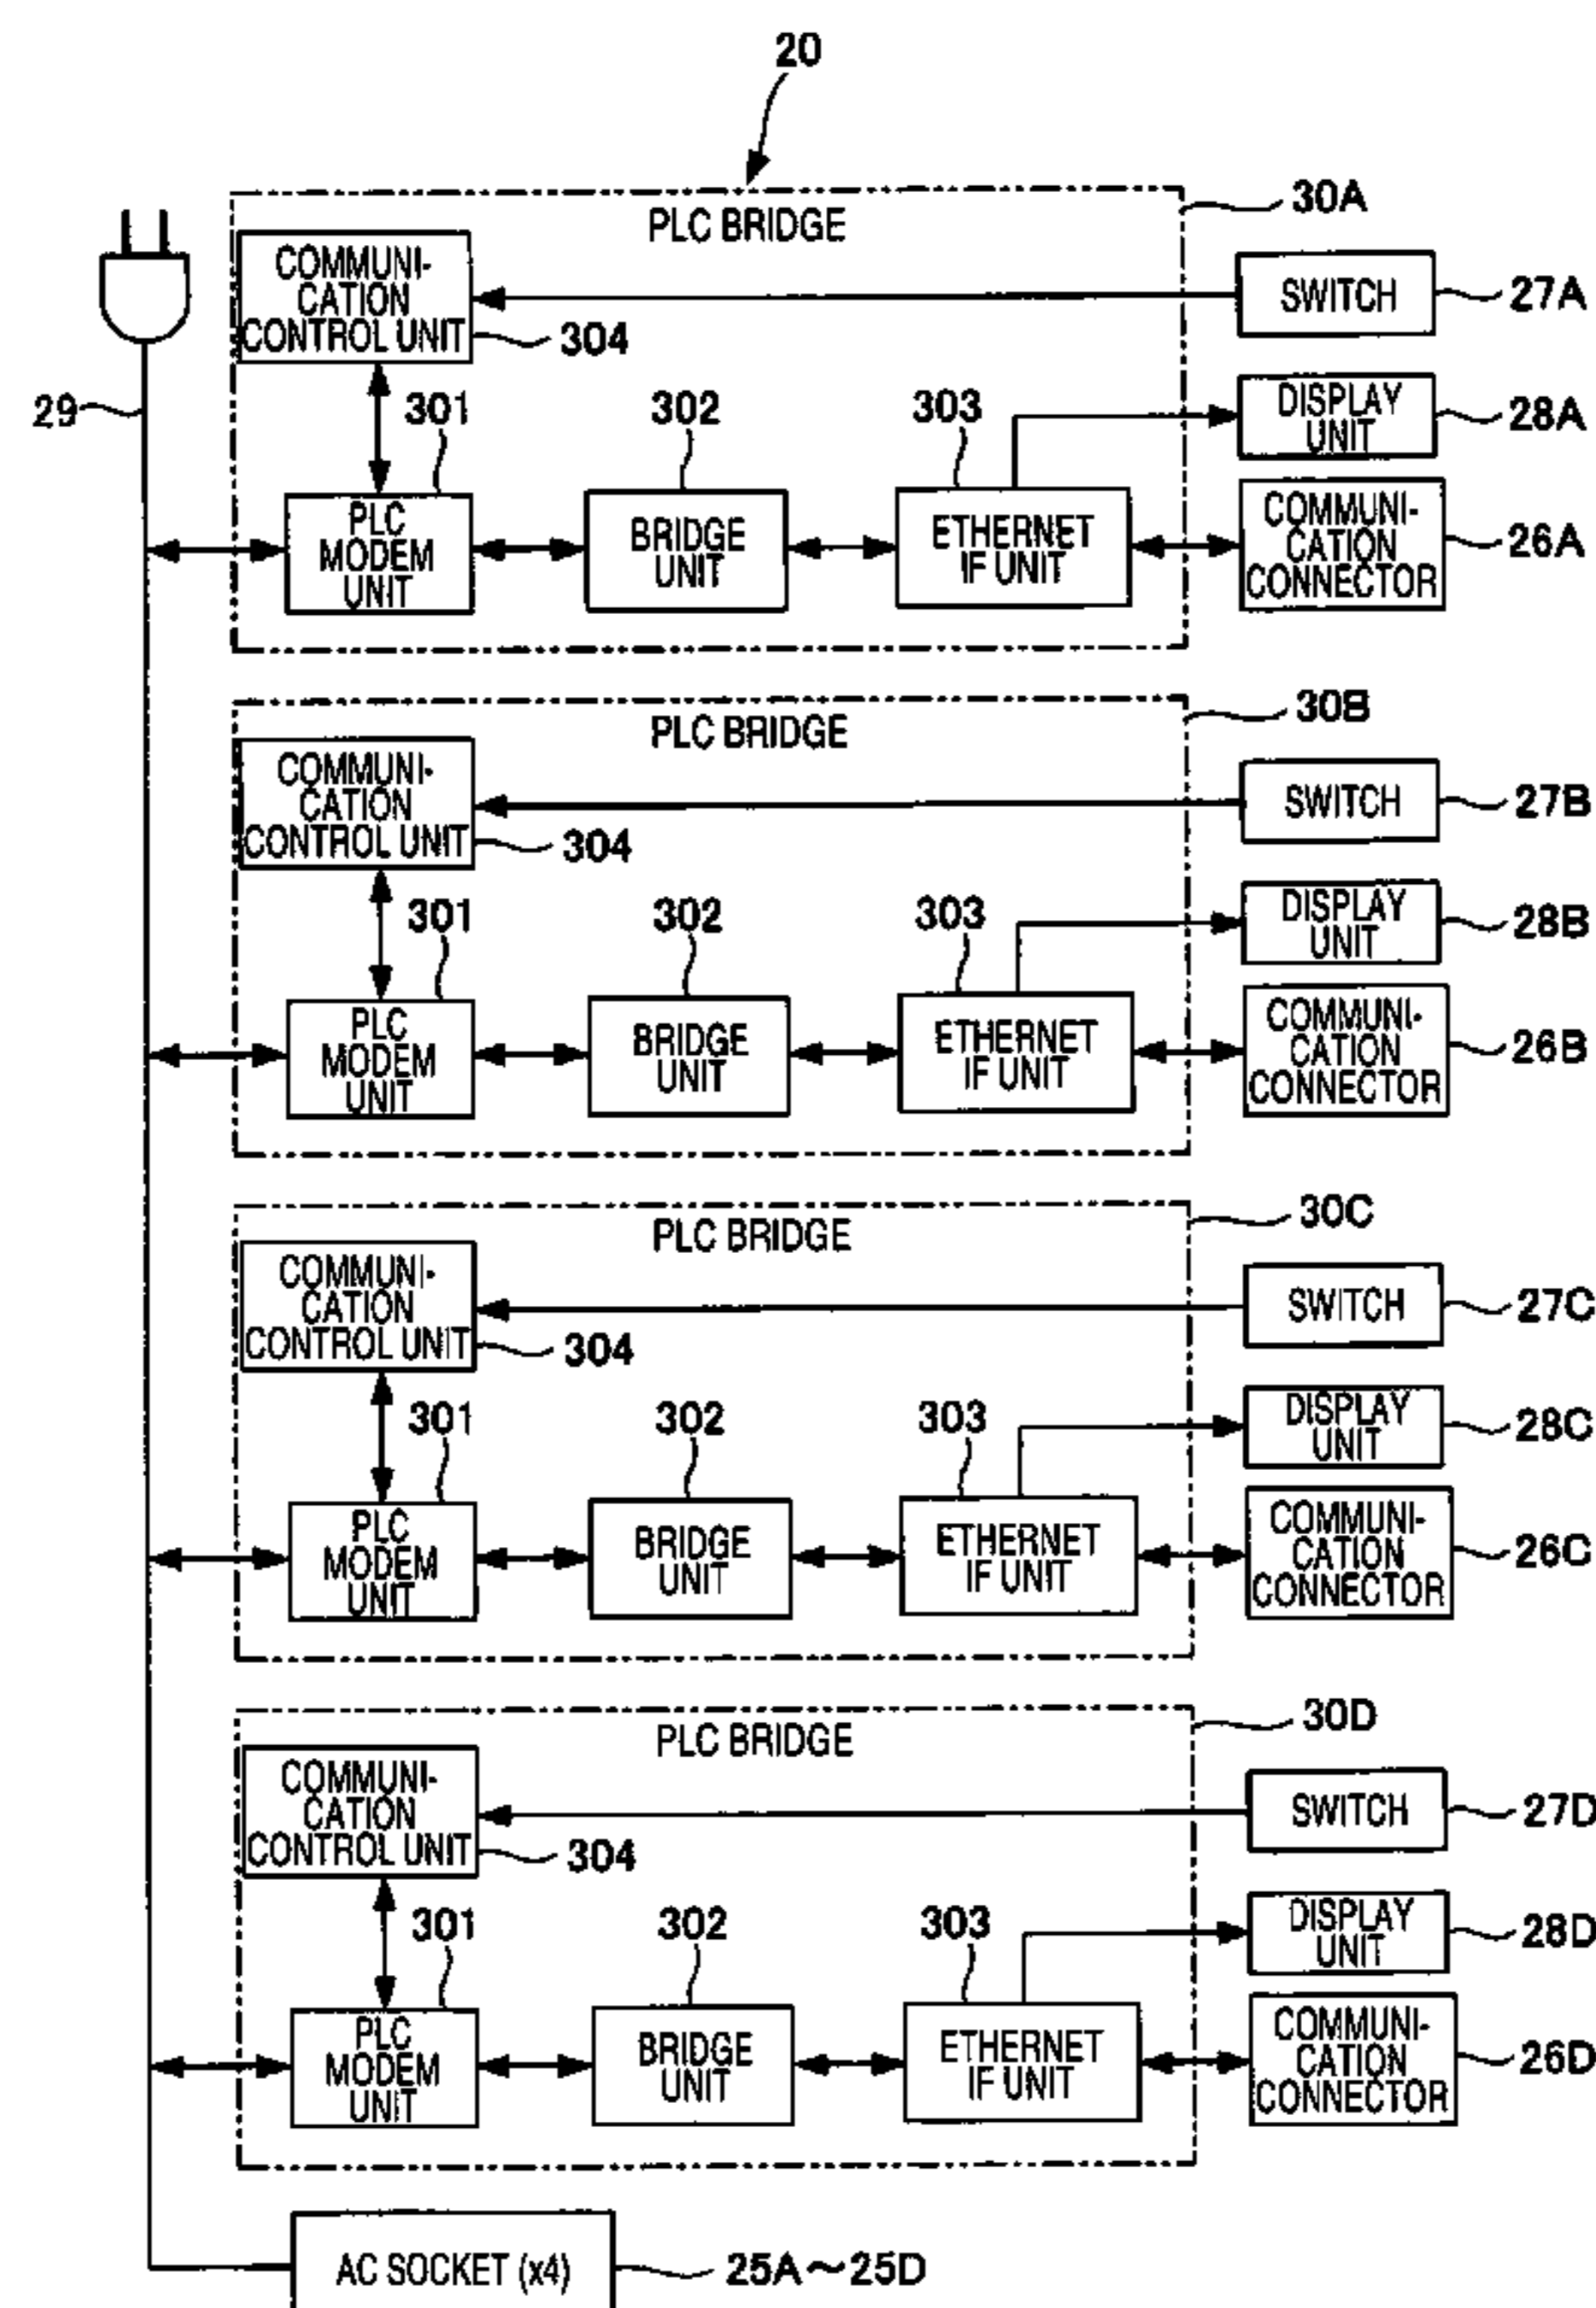 20
PLC BRIDGE
30A
COMMUNI-
CATION
CONTROL UNIT
304
SWITCH
27A
29
301
302
303
DISPLAY
UNIT
28A
PLC
MODEM
UNIT
BRIDGE
UNIT
ETHERNET
IF UNIT
COMMUNI-
CATION
CONNECTOR
26A
PLC BRIDGE
30B
COMMUNI-
CATION
CONTROL UNIT
304
SWITCH
27B
301
302
303
DISPLAY
UNIT
28B
PLC
MODEM
UNIT
BRIDGE
UNIT
ETHERNET
IF UNIT
COMMUNI-
CATION
CONNECTOR
26B
PLC BRIDGE
30C
COMMUNI-
CATION
CONTROL UNIT
304
SWITCH
27C
301
302
303
DISPLAY
UNIT
28C
PLC
MODEM
UNIT
BRIDGE
UNIT
ETHERNET
IF UNIT
COMMUNI-
CATION
CONNECTOR
26C
PLC BRIDGE
30D
COMMUNI-
CATION
CONTROL UNIT
304
SWITCH
27D
301
302
303
DISPLAY
UNIT
28D
PLC
MODEM
UNIT
BRIDGE
UNIT
ETHERNET
IF UNIT
COMMUNI-
CATION
CONNECTOR
26D
AC SOCKET (x4)
25A～25D